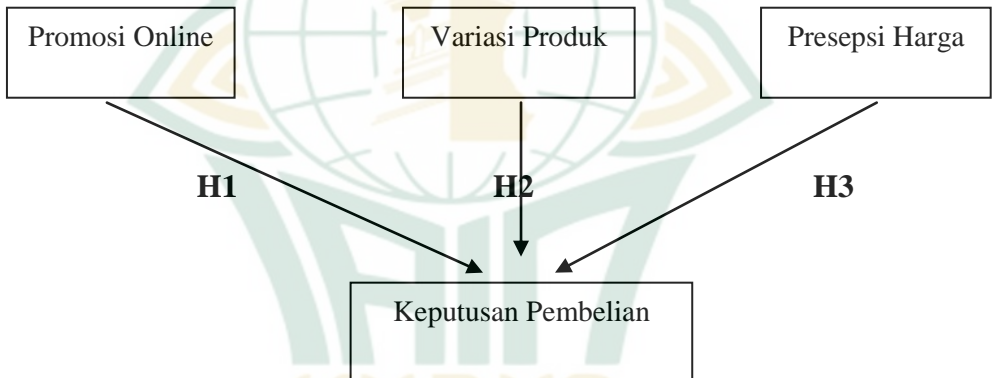 Promosi Online
Variasi Produk
Presepsi Harga
H1
H2
H3
Keputusan Pembelian